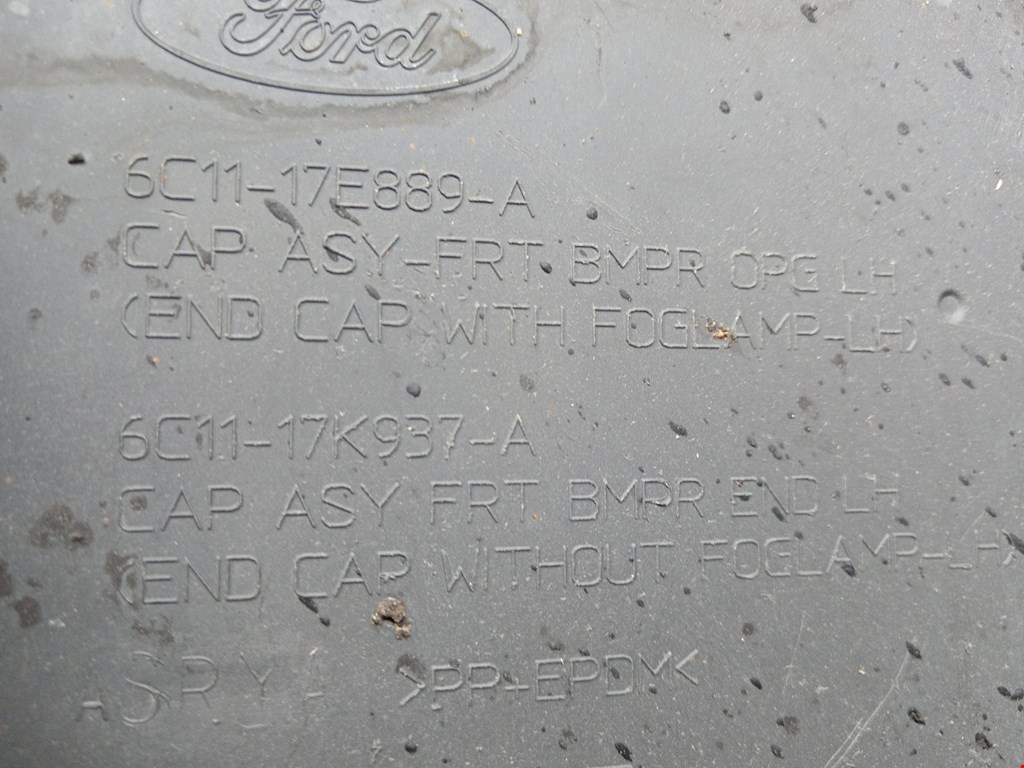 Ford
6C11-17E889-A
CAP ASY-FRT BMPR OPG LH
(END CAP WITH FOGLAMP-LH)
6C11-17K937-A
CAP ASY FRT BMPR END LH
(END CAP WITHOUT FOGLAMP-LH)
>PP+EPDM<